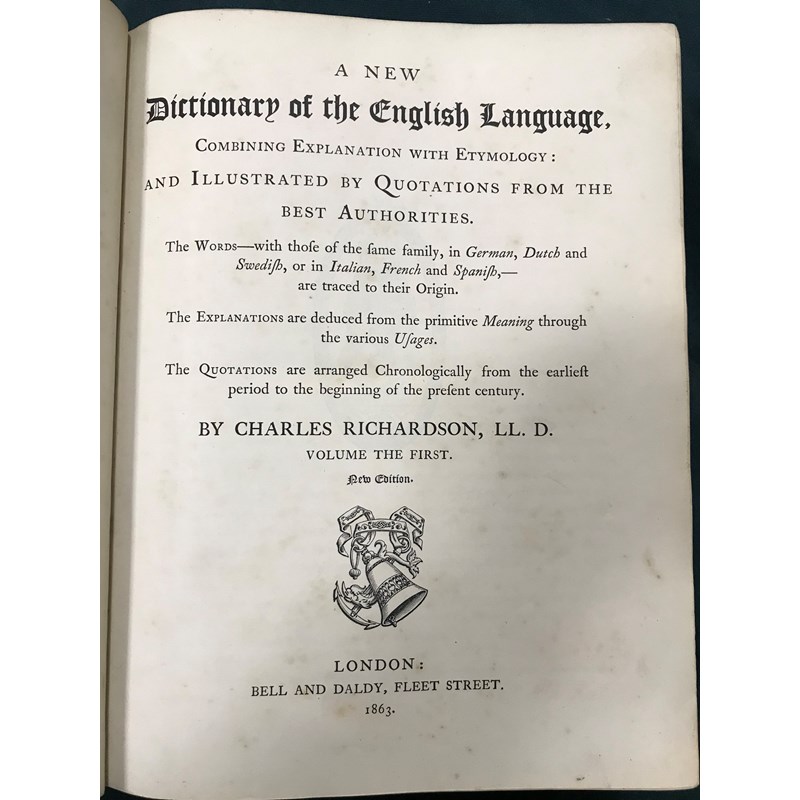 A NEW
Dictionary of the English Language,
COMBINING EXPLANATION WITH ETYMOLOGY:
AND ILLUSTRATED BY QUOTATIONS FROM THE
BEST AUTHORITIES.
The WORDS—with thoſe of the ſame family, in German, Dutch and
Swediſh, or in Italian, French and Spaniſh,—
are traced to their Origin.
The EXPLANATIONS are deduced from the primitive Meaning through
the various Uſages.
The QUOTATIONS are arranged Chronologically from the earlieſt
period to the beginning of the preſent century.
BY CHARLES RICHARDSON, LL. D.
VOLUME THE FIRST.
New Edition.
LONDON:
BELL AND DALDY, FLEET STREET.
1863.